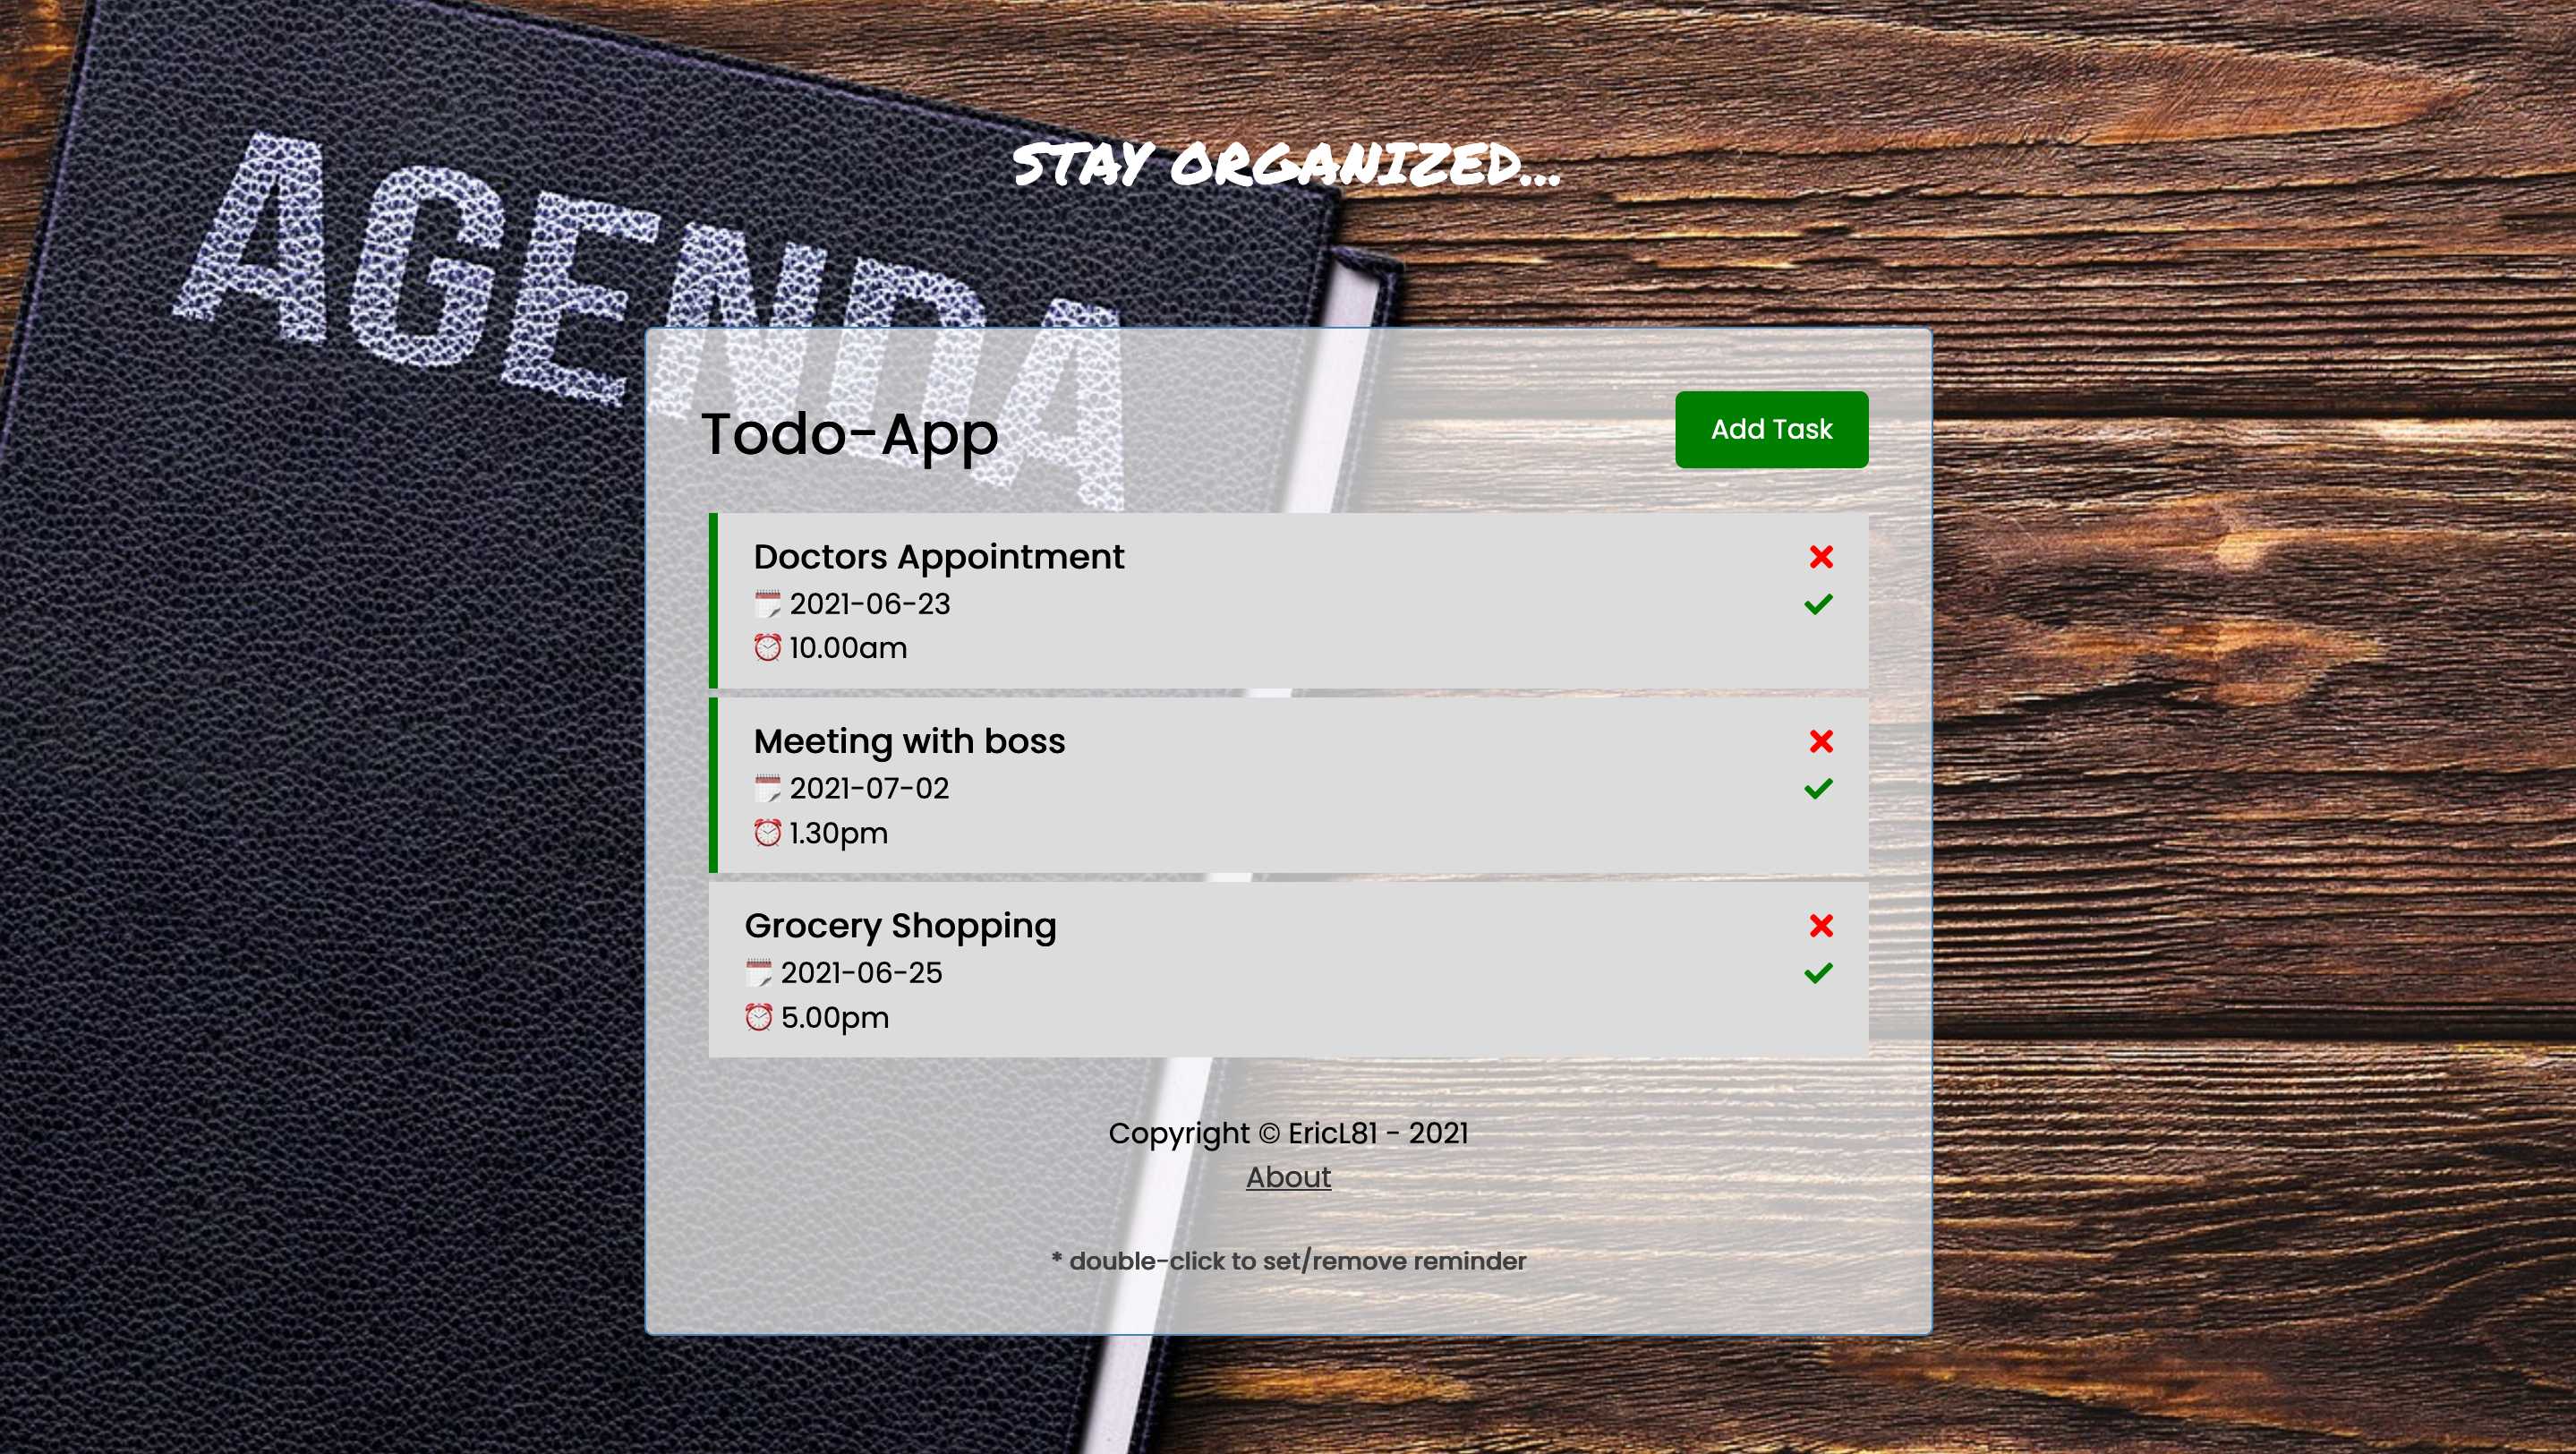 STAY ORGANIZED...
AGENDA
Todo-App
Add Task
Doctors Appointment
2021-06-23
10.00am
Meeting with boss
2021-07-02
1.30pm
Grocery Shopping
2021-06-25
5.00pm
Copyright © EricL81 - 2021
About
* double-click to set/remove reminder